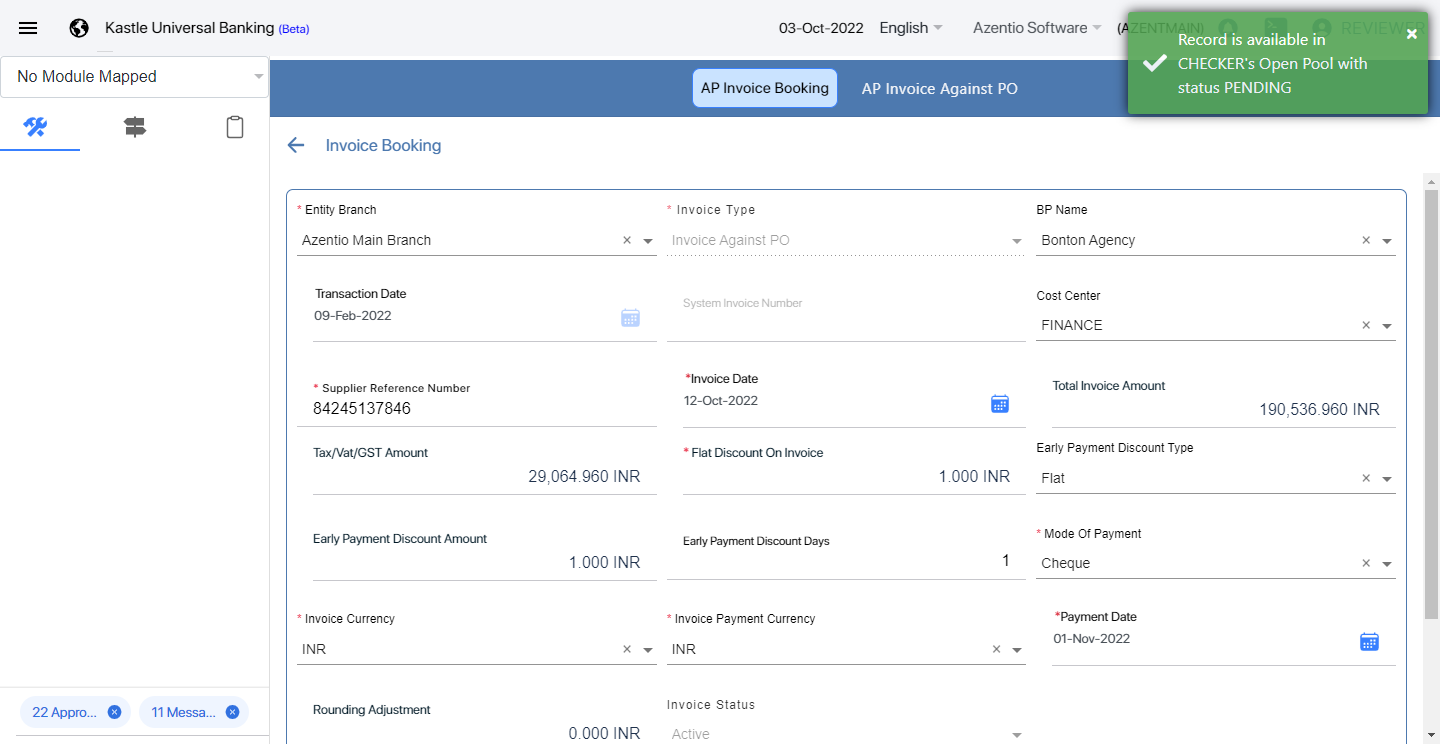 Kastle Universal Banking (Beta)
03-Oct-2022 English Azentio Software (AZENTMAIN) REVIEWER
Record is available in
CHECKER's Open Pool with
status PENDING
No Module Mapped
AP Invoice Booking AP Invoice Against PO
Invoice Booking
* Entity Branch * Invoice Type BP Name
Azentio Main Branch Invoice Against PO Bonton Agency
Transaction Date System Invoice Number Cost Center
09-Feb-2022 FINANCE
* Supplier Reference Number *Invoice Date Total Invoice Amount
84245137846 12-Oct-2022 190,536.960 INR
Tax/Vat/GST Amount * Flat Discount On Invoice Early Payment Discount Type
29,064.960 INR 1.000 INR Flat
Early Payment Discount Amount Early Payment Discount Days * Mode Of Payment
1.000 INR 1 Cheque
* Invoice Currency * Invoice Payment Currency *Payment Date
INR INR 01-Nov-2022
22 Appro... 11 Messa...
Rounding Adjustment Invoice Status
0.000 INR Active